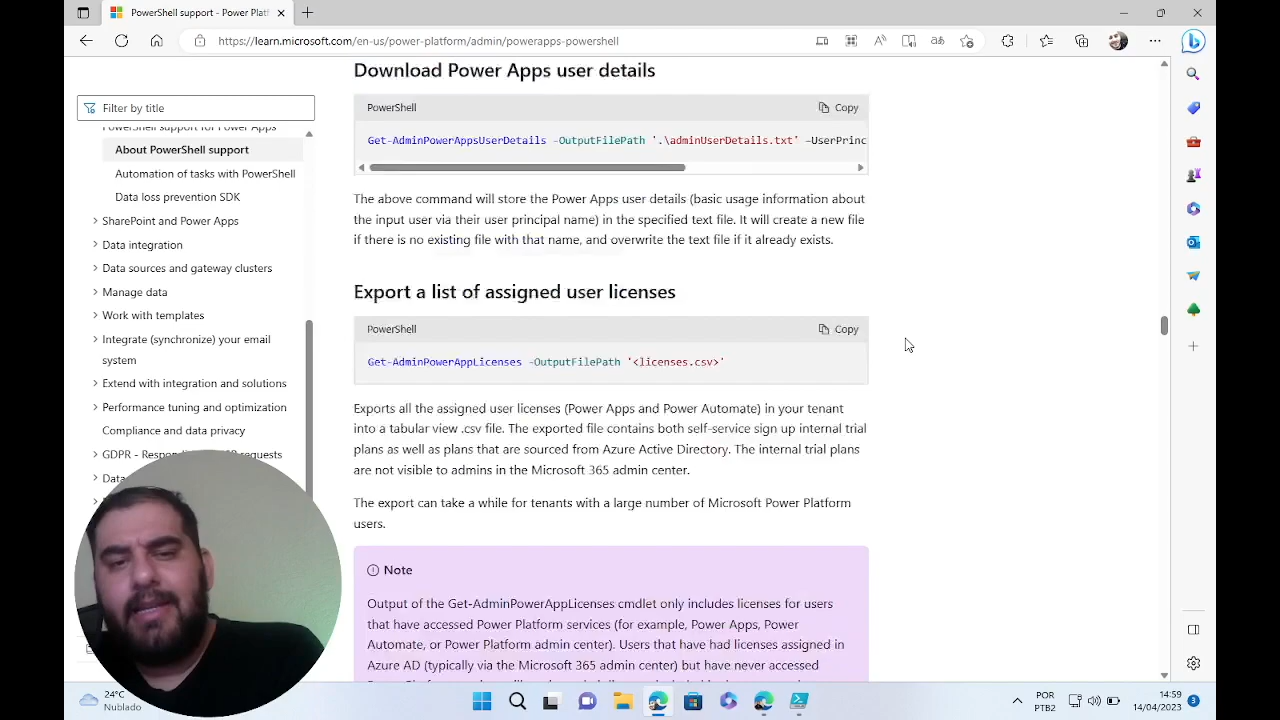 PowerShell support - Power Platf
https://learn.microsoft.com/en-us/power-platform/admin/powerapps-powershell
Filter by title
PowerShell support for Power Apps
About PowerShell support
Automation of tasks with PowerShell
Data loss prevention SDK
SharePoint and Power Apps
Data integration
Data sources and gateway clusters
Manage data
Work with templates
Integrate (synchronize) your email
system
Extend with integration and solutions
Performance tuning and optimization
Compliance and data privacy
GDPR - Respon
requests
Data
Download Power Apps user details
PowerShell
Copy
Get-AdminPowerAppsUserDetails -OutputFilePath '.\adminUserDetails.txt' –UserPrinc
The above command will store the Power Apps user details (basic usage information about
the input user via their user principal name) in the specified text file. It will create a new file
if there is no existing file with that name, and overwrite the text file if it already exists.
Export a list of assigned user licenses
PowerShell
Copy
Get-AdminPowerAppLicenses -OutputFilePath '<licenses.csv>'
Exports all the assigned user licenses (Power Apps and Power Automate) in your tenant
into a tabular view .csv file. The exported file contains both self-service sign up internal trial
plans as well as plans that are sourced from Azure Active Directory. The internal trial plans
are not visible to admins in the Microsoft 365 admin center.
The export can take a while for tenants with a large number of Microsoft Power Platform
users.
Note
Output of the Get-AdminPowerAppLicenses cmdlet only includes licenses for users
that have accessed Power Platform services (for example, Power Apps, Power
Automate, or Power Platform admin center). Users that have had licenses assigned in
Azure AD (typically via the Microsoft 365 admin center) but have never accessed
24°C
Nublado
POR
PTB2
14:59
14/04/2023
3